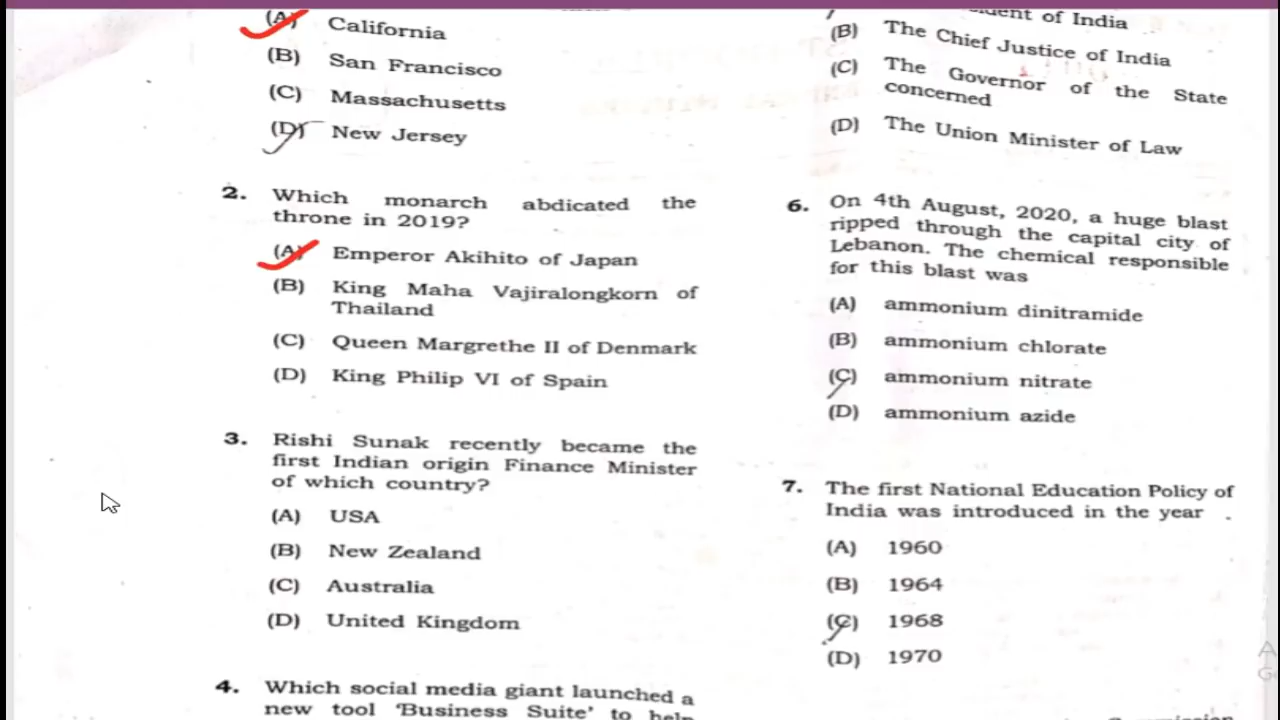 (A) California
(B) San Francisco
(C) Massachusetts
(D) New Jersey
2. Which monarch abdicated the
throne in 2019?
(A) Emperor Akihito of Japan
(B) King Maha Vajiralongkorn of
Thailand
(C) Queen Margrethe II of Denmark
(D) King Philip VI of Spain
3. Rishi Sunak recently became the
first Indian origin Finance Minister
of which country?
(A) USA
(B) New Zealand
(C) Australia
(D) United Kingdom
4. Which social media giant launched a
new tool 'Business Suite' to help
of India
(B) The Chief Justice of India
(C) The Governor of the State
concerned
(D) The Union Minister of Law
6. On 4th August, 2020, a huge blast
ripped through the capital city of
Lebanon. The chemical responsible
for this blast was
(A) ammonium dinitramide
(B) ammonium chlorate
(C) ammonium nitrate
(D) ammonium azide
7. The first National Education Policy of
India was introduced in the year
(A) 1960
(B) 1964
(C) 1968
(D) 1970